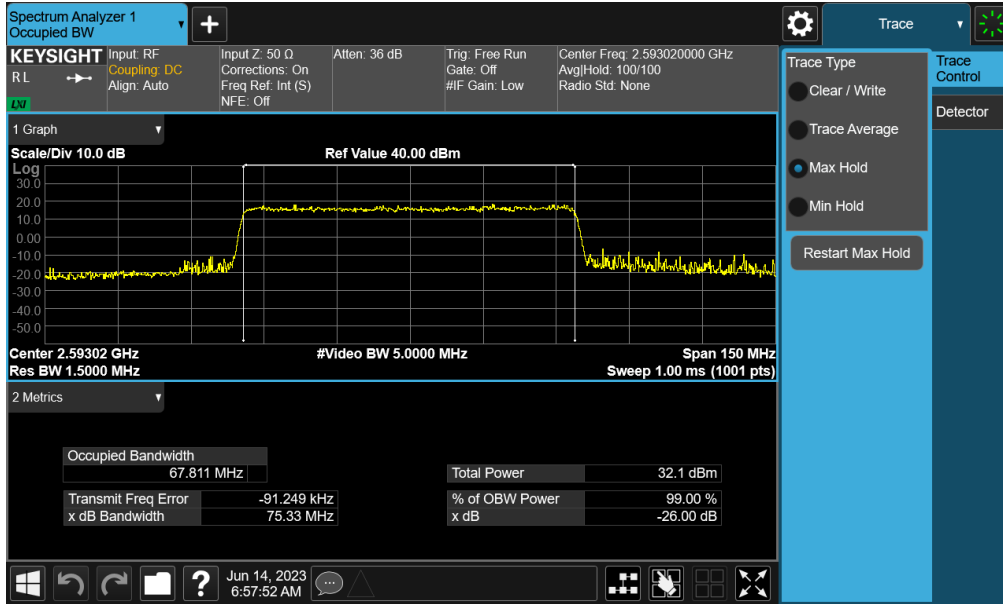 Spectrum Analyzer 1
Occupied BW
Trace
KEYSIGHT
R L
LXI
Input: RF
Coupling: DC
Align: Auto
Input Z: 50 Ω
Corrections: On
Freq Ref: Int (S)
NFE: Off
Atten: 36 dB
Trig: Free Run
Gate: Off
#IF Gain: Low
Center Freq: 2.593020000 GHz
Avg|Hold: 100/100
Radio Std: None
Trace Type
Clear / Write
Trace Average
Max Hold
Min Hold
Restart Max Hold
Trace
Control
Detector
1 Graph
Scale/Div 10.0 dB
Ref Value 40.00 dBm
Log
30.0
20.0
10.0
0.00
-10.0
-20.0
-30.0
-40.0
-50.0
Center 2.59302 GHz
#Video BW 5.0000 MHz
Span 150 MHz
Res BW 1.5000 MHz
Sweep 1.00 ms (1001 pts)
2 Metrics
Occupied Bandwidth
67.811 MHz
Total Power 32.1 dBm
Transmit Freq Error -91.249 kHz
% of OBW Power 99.00 %
x dB Bandwidth 75.33 MHz
x dB -26.00 dB
?
Jun 14, 2023
6:57:52 AM